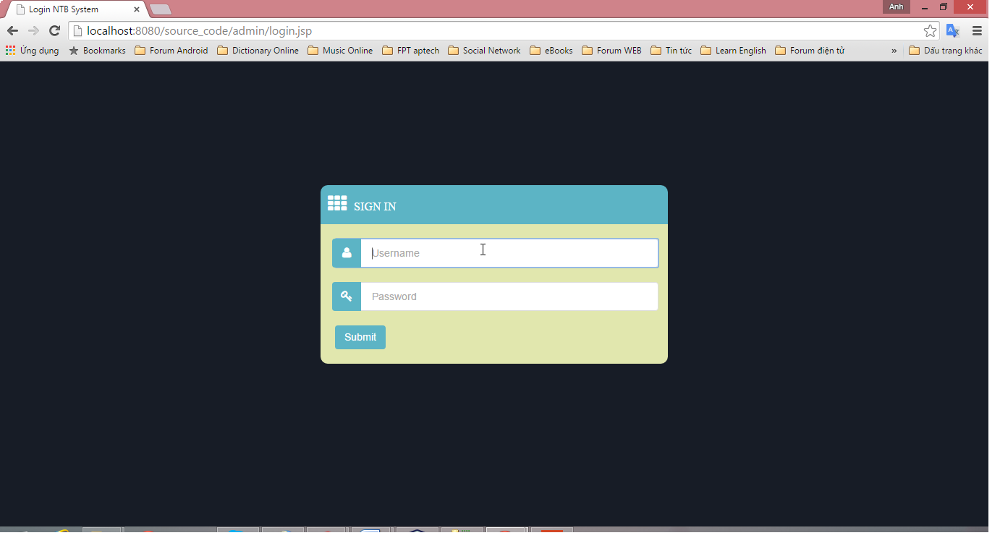 Login NTB System
Anh
localhost:8080/source_code/admin/login.jsp
Ứng dụng Bookmarks Forum Android Dictionary Online Music Online FPT aptech Social Network eBooks Forum WEB Tin tức Learn English Forum điện tử » Dấu trang khác
SIGN IN
Username
Password
Submit